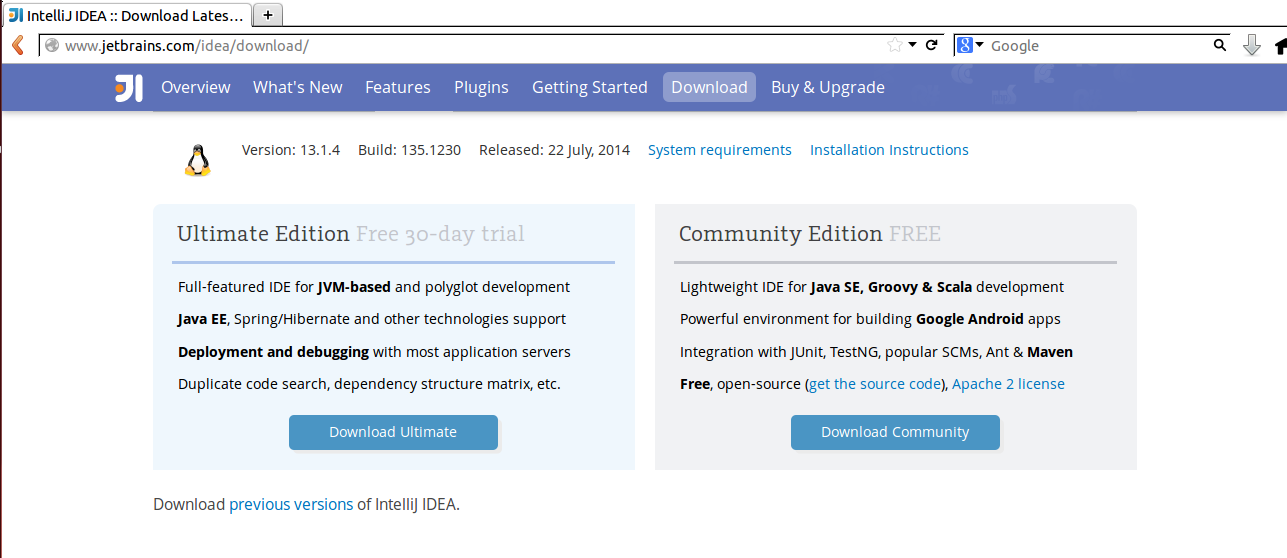 IntelliJ IDEA :: Download Lates...
www.jetbrains.com/idea/download/
Google
JI Overview What's New Features Plugins Getting Started Download Buy & Upgrade
Version: 13.1.4 Build: 135.1230 Released: 22 July, 2014 System requirements Installation Instructions
Ultimate Edition Free 30-day trial
Full-featured IDE for JVM-based and polyglot development
Java EE, Spring/Hibernate and other technologies support
Deployment and debugging with most application servers
Duplicate code search, dependency structure matrix, etc.
Download Ultimate
Community Edition FREE
Lightweight IDE for Java SE, Groovy & Scala development
Powerful environment for building Google Android apps
Integration with JUnit, TestNG, popular SCMs, Ant & Maven
Free, open-source (get the source code), Apache 2 license
Download Community
Download previous versions of IntelliJ IDEA.